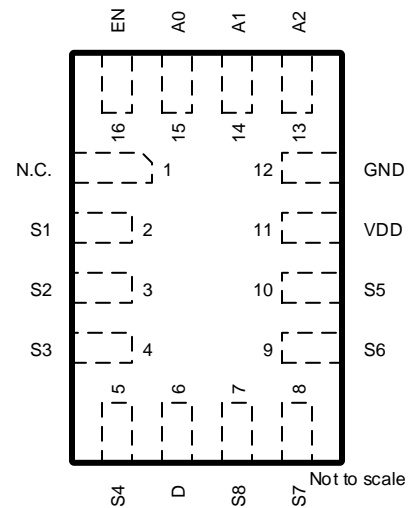 EN A0 A1 A2
16 15 14 13
N.C. 1 12 GND
S1 2 11 VDD
S2 3 10 S5
S3 4 9 S6
5 6 7 8
S4 D S8 S7
Not to scale